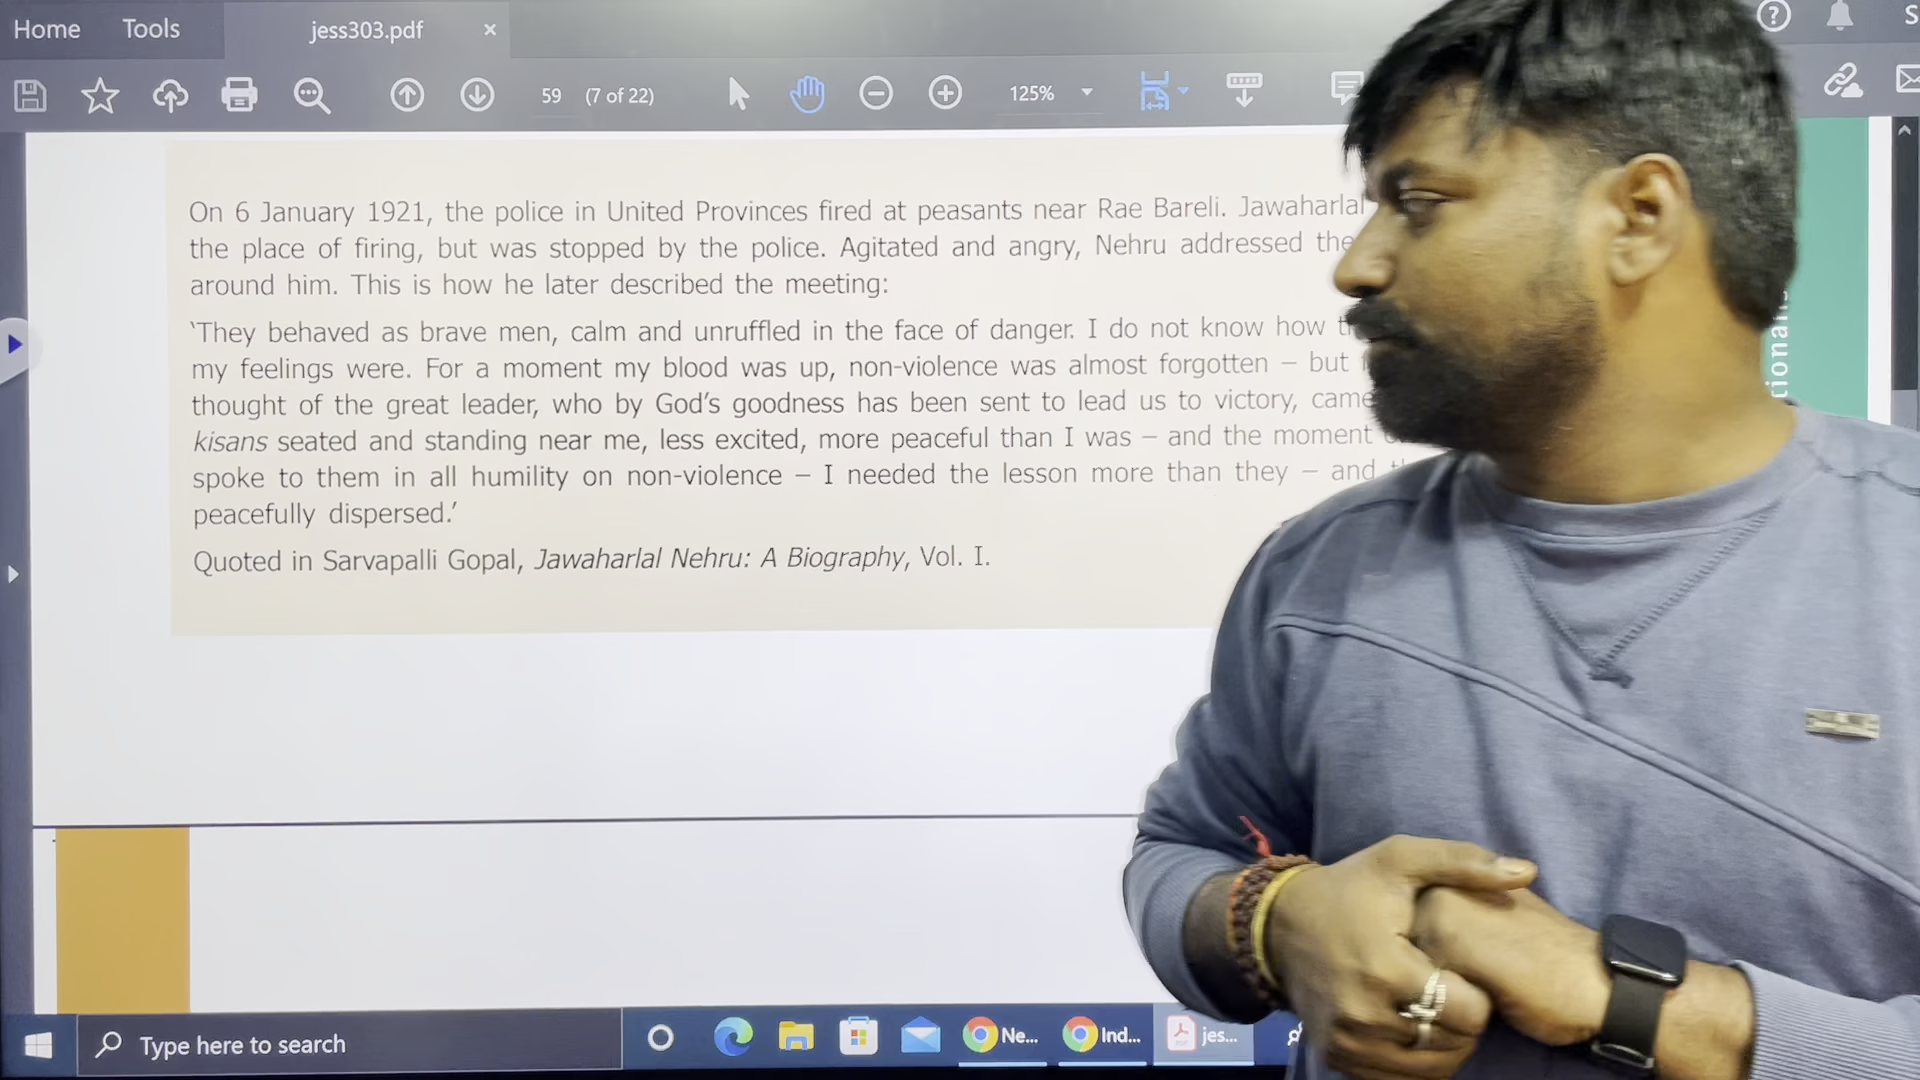 Home Tools jess303.pdf ×
59 (7 of 22) 125%
On 6 January 1921, the police in United Provinces fired at peasants near Rae Bareli. Jawaharlal
the place of firing, but was stopped by the police. Agitated and angry, Nehru addressed the
around him. This is how he later described the meeting:
‘They behaved as brave men, calm and unruffled in the face of danger. I do not know how
my feelings were. For a moment my blood was up, non-violence was almost forgotten – but
thought of the great leader, who by God’s goodness has been sent to lead us to victory, came
kisans seated and standing near me, less excited, more peaceful than I was – and the moment
spoke to them in all humility on non-violence – I needed the lesson more than they – and
peacefully dispersed.’
Quoted in Sarvapalli Gopal, Jawaharlal Nehru: A Biography, Vol. I.
Type here to search Ne... Ind... jes...